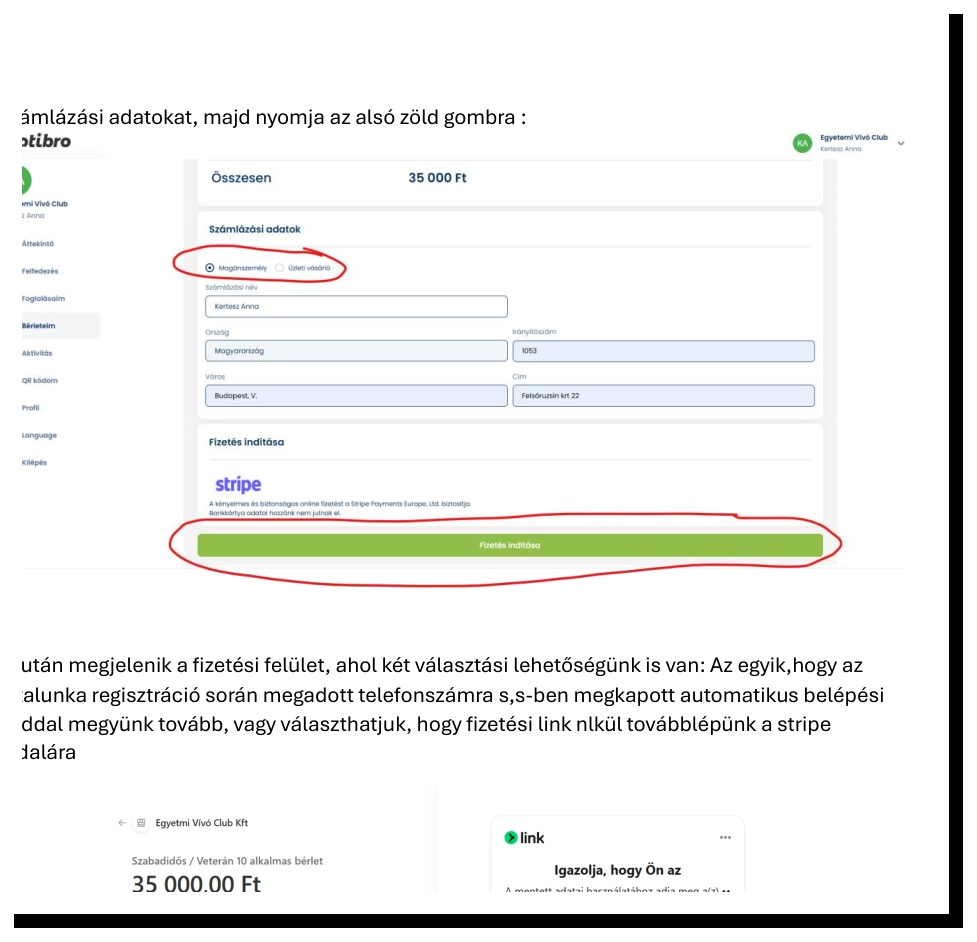 ámlázási adatokat, majd nyomja az alsó zöld gombra :
otibro
KA
Egyetemi Vívó Club
Kertesz Anna
Összesen 35 000 Ft
mi Vívó Club
z Anna
Számlázási adatok
Áttekintő
Felfedezés
Magánszemély Üzleti vásárló
Számlázási név
Foglalásaim
Kertesz Anna
Bérleteim
Ország Irányítószám
Aktivitás
Magyarország 1053
QR kódom
Város Cím
Budapest, V. Felsőruzsin krt 22
Profil
Language
Fizetés indítása
Kilépés
stripe
A kényelmes és biztonságos online fizetést a Stripe Payments Europe, Ltd. biztosítja.
Bankkártya adatai hozzánk nem jutnak el.
Fizetés indítása
után megjelenik a fizetési felület, ahol két választási lehetőségünk is van: Az egyik,hogy az
alunka regisztráció során megadott telefonszámra s,s-ben megkapott automatikus belépési
ddal megyünk tovább, vagy választhatjuk, hogy fizetési link nlkül továbblépünk a stripe
dalára
Egyetmi Vívó Club Kft
link
Szabadidős / Veterán 10 alkalmas bérlet
35 000,00 Ft
Igazolja, hogy Ön az
A mentett adatai használatához adja meg a(z)